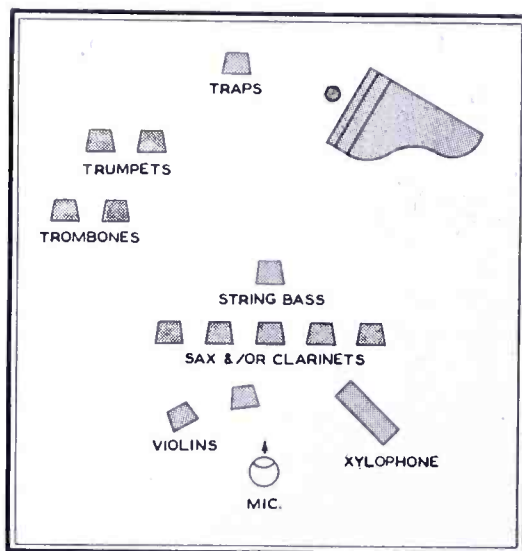 TRAPS
TRUMPETS
TROMBONES
STRING BASS
SAX &/OR CLARINETS
VIOLINS
XYLOPHONE
MIC.